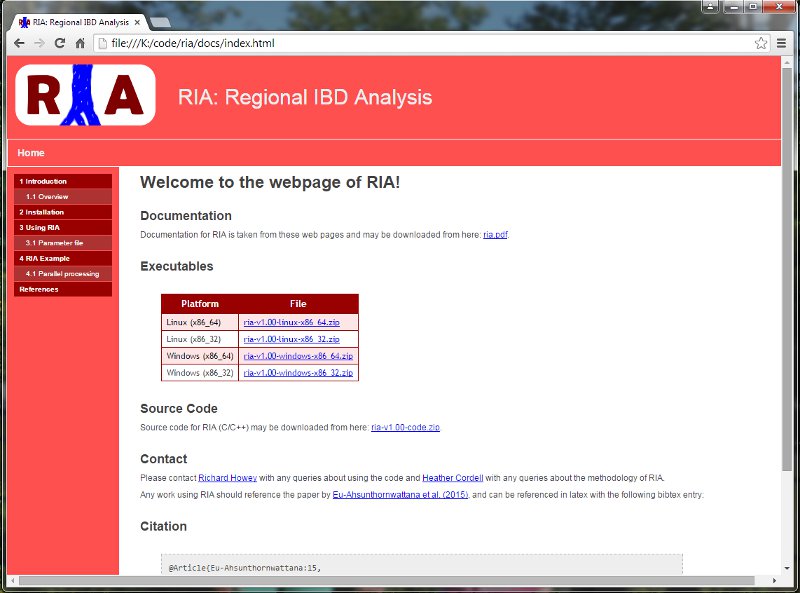 RIA: Regional IBD Analysis
file:///K:/code/ria/docs/index.html
RIA
RIA: Regional IBD Analysis
Home
1 Introduction
1.1 Overview
2 Installation
3 Using RIA
3.1 Parameter file
4 RIA Example
4.1 Parallel processing
References
Welcome to the webpage of RIA!
Documentation
Documentation for RIA is taken from these web pages and may be downloaded from here: ria.pdf.
Executables
Platform File
Linux (x86_64) ria-v1.00-linux-x86_64.zip
Linux (x86_32) ria-v1.00-linux-x86_32.zip
Windows (x86_64) ria-v1.00-windows-x86_64.zip
Windows (x86_32) ria-v1.00-windows-x86_32.zip
Source Code
Source code for RIA (C/C++) may be downloaded from here: ria-v1.00-code.zip.
Contact
Please contact Richard Howey with any queries about using the code and Heather Cordell with any queries about the methodology of RIA.
Any work using RIA should reference the paper by Eu-Ahsunthornwattana et al. (2015), and can be referenced in latex with the following bibtex entry:
Citation
@Article{Eu-Ahsunthornwattana:15,